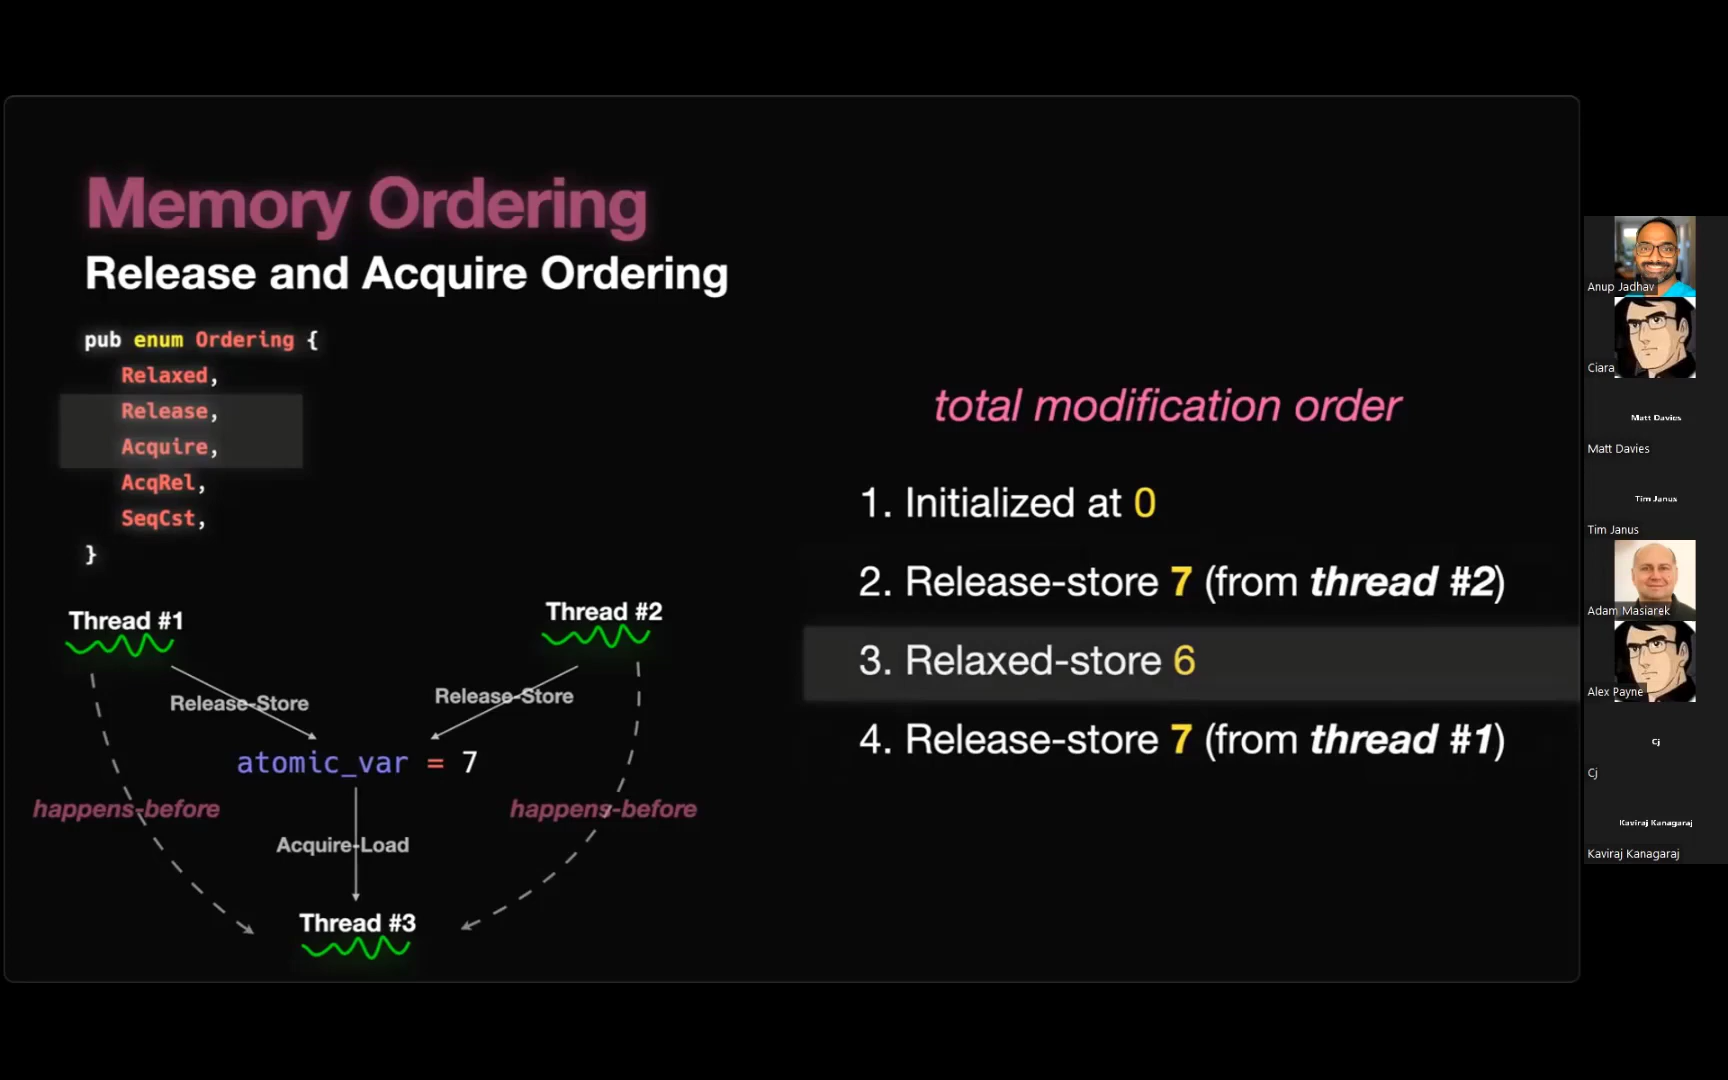 Memory Ordering
Release and Acquire Ordering
pub enum Ordering {
Relaxed,
Release,
Acquire,
AcqRel,
SeqCst,
}
Thread #1
Thread #2
Release-Store
Release-Store
atomic_var = 7
happens-before
happens-before
Acquire-Load
Thread #3
total modification order
1. Initialized at 0
2. Release-store 7 (from thread #2)
3. Relaxed-store 6
4. Release-store 7 (from thread #1)
Anup Jadhav
Ciara
Matt Davies
Matt Davies
Tim Janus
Tim Janus
Adam Masiarek
Alex Payne
Cj
Cj
Kaviraj Kanagaraj
Kaviraj Kanagaraj